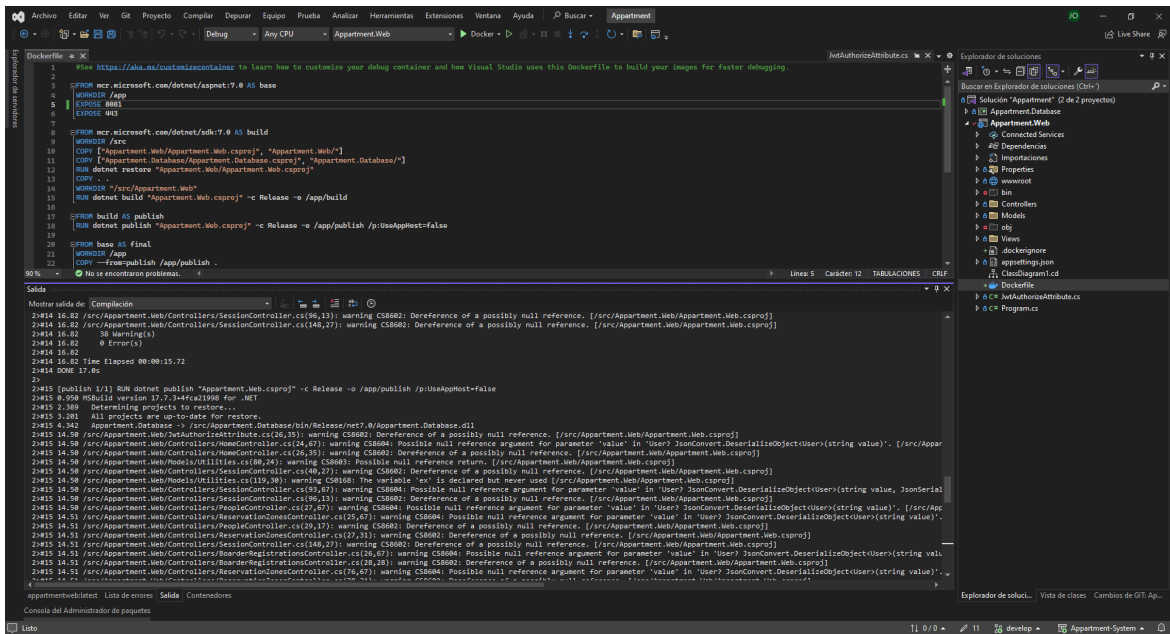 Archivo Editar Ver Git Proyecto Compilar Depurar Equipo Prueba Analizar Herramientas Extensiones Ventana Ayuda Buscar Appartment JO
Debug Any CPU Appartment.Web Docker Live Share
Explorador de servidores
Dockerfile JwtAuthorizeAttribute.cs
1 #See https://aka.ms/customizecontainer to learn how to customize your debug container and how Visual Studio uses this Dockerfile to build your images for faster debugging.
2
3 FROM mcr.microsoft.com/dotnet/aspnet:7.0 AS base
4 WORKDIR /app
5 EXPOSE 8081
6 EXPOSE 443
7
8 FROM mcr.microsoft.com/dotnet/sdk:7.0 AS build
9 WORKDIR /src
10 COPY ["Appartment.Web/Appartment.Web.csproj", "Appartment.Web/"]
11 COPY ["Appartment.Database/Appartment.Database.csproj", "Appartment.Database/"]
12 RUN dotnet restore "Appartment.Web/Appartment.Web.csproj"
13 COPY . .
14 WORKDIR "/src/Appartment.Web"
15 RUN dotnet build "Appartment.Web.csproj" -c Release -o /app/build
16
17 FROM build AS publish
18 RUN dotnet publish "Appartment.Web.csproj" -c Release -o /app/publish /p:UseAppHost=false
19
20 FROM base AS final
21 WORKDIR /app
22 COPY --from=publish /app/publish .
90 % No se encontraron problemas. Línea: 5 Carácter: 12 TABULACIONES CRLF
Salida
Mostrar salida de: Compilación
2>#14 16.82 /src/Appartment.Web/Controllers/SessionController.cs(96,13): warning CS8602: Dereference of a possibly null reference. [/src/Appartment.Web/Appartment.Web.csproj]
2>#14 16.82 /src/Appartment.Web/Controllers/SessionController.cs(148,27): warning CS8602: Dereference of a possibly null reference. [/src/Appartment.Web/Appartment.Web.csproj]
2>#14 16.82 38 Warning(s)
2>#14 16.82 0 Error(s)
2>#14 16.82
2>#14 16.82 Time Elapsed 00:00:15.72
2>#14 DONE 17.0s
2>
2>#15 [publish 1/1] RUN dotnet publish "Appartment.Web.csproj" -c Release -o /app/publish /p:UseAppHost=false
2>#15 0.950 MSBuild version 17.7.3+4fca21998 for .NET
2>#15 2.389 Determining projects to restore...
2>#15 3.201 All projects are up-to-date for restore.
2>#15 4.342 Appartment.Database -> /src/Appartment.Database/bin/Release/net7.0/Appartment.Database.dll
2>#15 14.50 /src/Appartment.Web/JwtAuthorizeAttribute.cs(26,35): warning CS8602: Dereference of a possibly null reference. [/src/Appartment.Web/Appartment.Web.csproj]
2>#15 14.50 /src/Appartment.Web/Controllers/HomeController.cs(24,67): warning CS8604: Possible null reference argument for parameter 'value' in 'User? JsonConvert.DeserializeObject<User>(string value)'. [/src/Appar
2>#15 14.50 /src/Appartment.Web/Controllers/HomeController.cs(26,35): warning CS8602: Dereference of a possibly null reference. [/src/Appartment.Web/Appartment.Web.csproj]
2>#15 14.50 /src/Appartment.Web/Models/Utilities.cs(80,24): warning CS8603: Possible null reference return. [/src/Appartment.Web/Appartment.Web.csproj]
2>#15 14.50 /src/Appartment.Web/Controllers/SessionController.cs(40,27): warning CS8602: Dereference of a possibly null reference. [/src/Appartment.Web/Appartment.Web.csproj]
2>#15 14.50 /src/Appartment.Web/Models/Utilities.cs(119,30): warning CS0168: The variable 'ex' is declared but never used [/src/Appartment.Web/Appartment.Web.csproj]
2>#15 14.50 /src/Appartment.Web/Controllers/SessionController.cs(93,67): warning CS8604: Possible null reference argument for parameter 'value' in 'User? JsonConvert.DeserializeObject<User>(string value, JsonSerial
2>#15 14.50 /src/Appartment.Web/Controllers/SessionController.cs(96,13): warning CS8602: Dereference of a possibly null reference. [/src/Appartment.Web/Appartment.Web.csproj]
2>#15 14.50 /src/Appartment.Web/Controllers/PeopleController.cs(27,67): warning CS8604: Possible null reference argument for parameter 'value' in 'User? JsonConvert.DeserializeObject<User>(string value)'. [/src/App
2>#15 14.51 /src/Appartment.Web/Controllers/ReservationZonesController.cs(25,67): warning CS8604: Possible null reference argument for parameter 'value' in 'User? JsonConvert.DeserializeObject<User>(string value)'.
2>#15 14.51 /src/Appartment.Web/Controllers/PeopleController.cs(29,17): warning CS8602: Dereference of a possibly null reference. [/src/Appartment.Web/Appartment.Web.csproj]
2>#15 14.51 /src/Appartment.Web/Controllers/ReservationZonesController.cs(27,31): warning CS8602: Dereference of a possibly null reference. [/src/Appartment.Web/Appartment.Web.csproj]
2>#15 14.51 /src/Appartment.Web/Controllers/SessionController.cs(148,27): warning CS8602: Dereference of a possibly null reference. [/src/Appartment.Web/Appartment.Web.csproj]
2>#15 14.51 /src/Appartment.Web/Controllers/BoarderRegistrationsController.cs(26,67): warning CS8604: Possible null reference argument for parameter 'value' in 'User? JsonConvert.DeserializeObject<User>(string valu
2>#15 14.51 /src/Appartment.Web/Controllers/BoarderRegistrationsController.cs(28,28): warning CS8602: Dereference of a possibly null reference. [/src/Appartment.Web/Appartment.Web.csproj]
2>#15 14.51 /src/Appartment.Web/Controllers/ReservationZonesController.cs(76,67): warning CS8604: Possible null reference argument for parameter 'value' in 'User? JsonConvert.DeserializeObject<User>(string value)'.
appartmentweb:latest Lista de errores Salida Contenedores
Consola del Administrador de paquetes
Explorador de soluciones
Buscar en Explorador de soluciones (Ctrl+')
Solución "Appartment" (2 de 2 proyectos)
Appartment.Database
Appartment.Web
Connected Services
Dependencias
Importaciones
Properties
wwwroot
bin
Controllers
Models
obj
Views
.dockerignore
appsettings.json
ClassDiagram1.cd
Dockerfile
C# JwtAuthorizeAttribute.cs
C# Program.cs
Explorador de soluci... Vista de clases Cambios de GIT: Ap...
Listo 0 / 0 11 develop Appartment-System